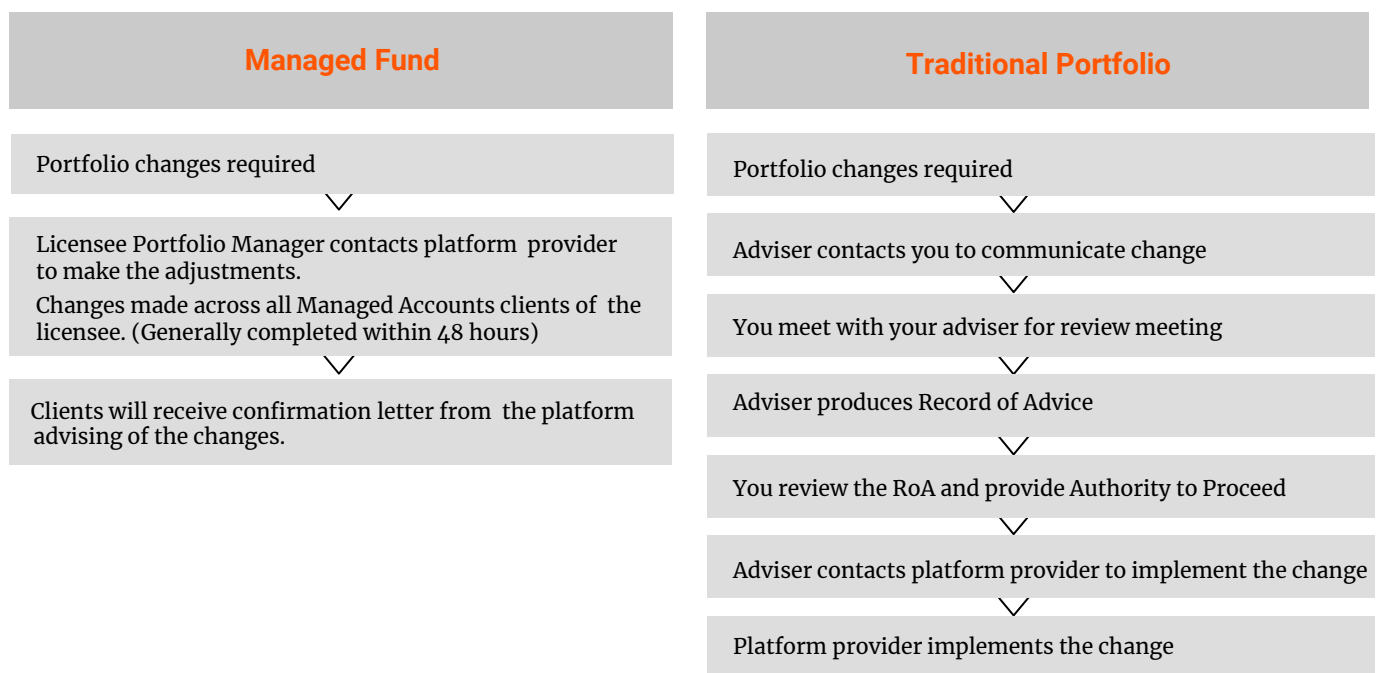 Managed Fund
Portfolio changes required
Licensee Portfolio Manager contacts platform provider
to make the adjustments.
Changes made across all Managed Accounts clients of the
licensee. (Generally completed within 48 hours)
Clients will receive confirmation letter from the platform
advising of the changes.
Traditional Portfolio
Portfolio changes required
Adviser contacts you to communicate change
You meet with your adviser for review meeting
Adviser produces Record of Advice
You review the RoA and provide Authority to Proceed
Adviser contacts platform provider to implement the change
Platform provider implements the change